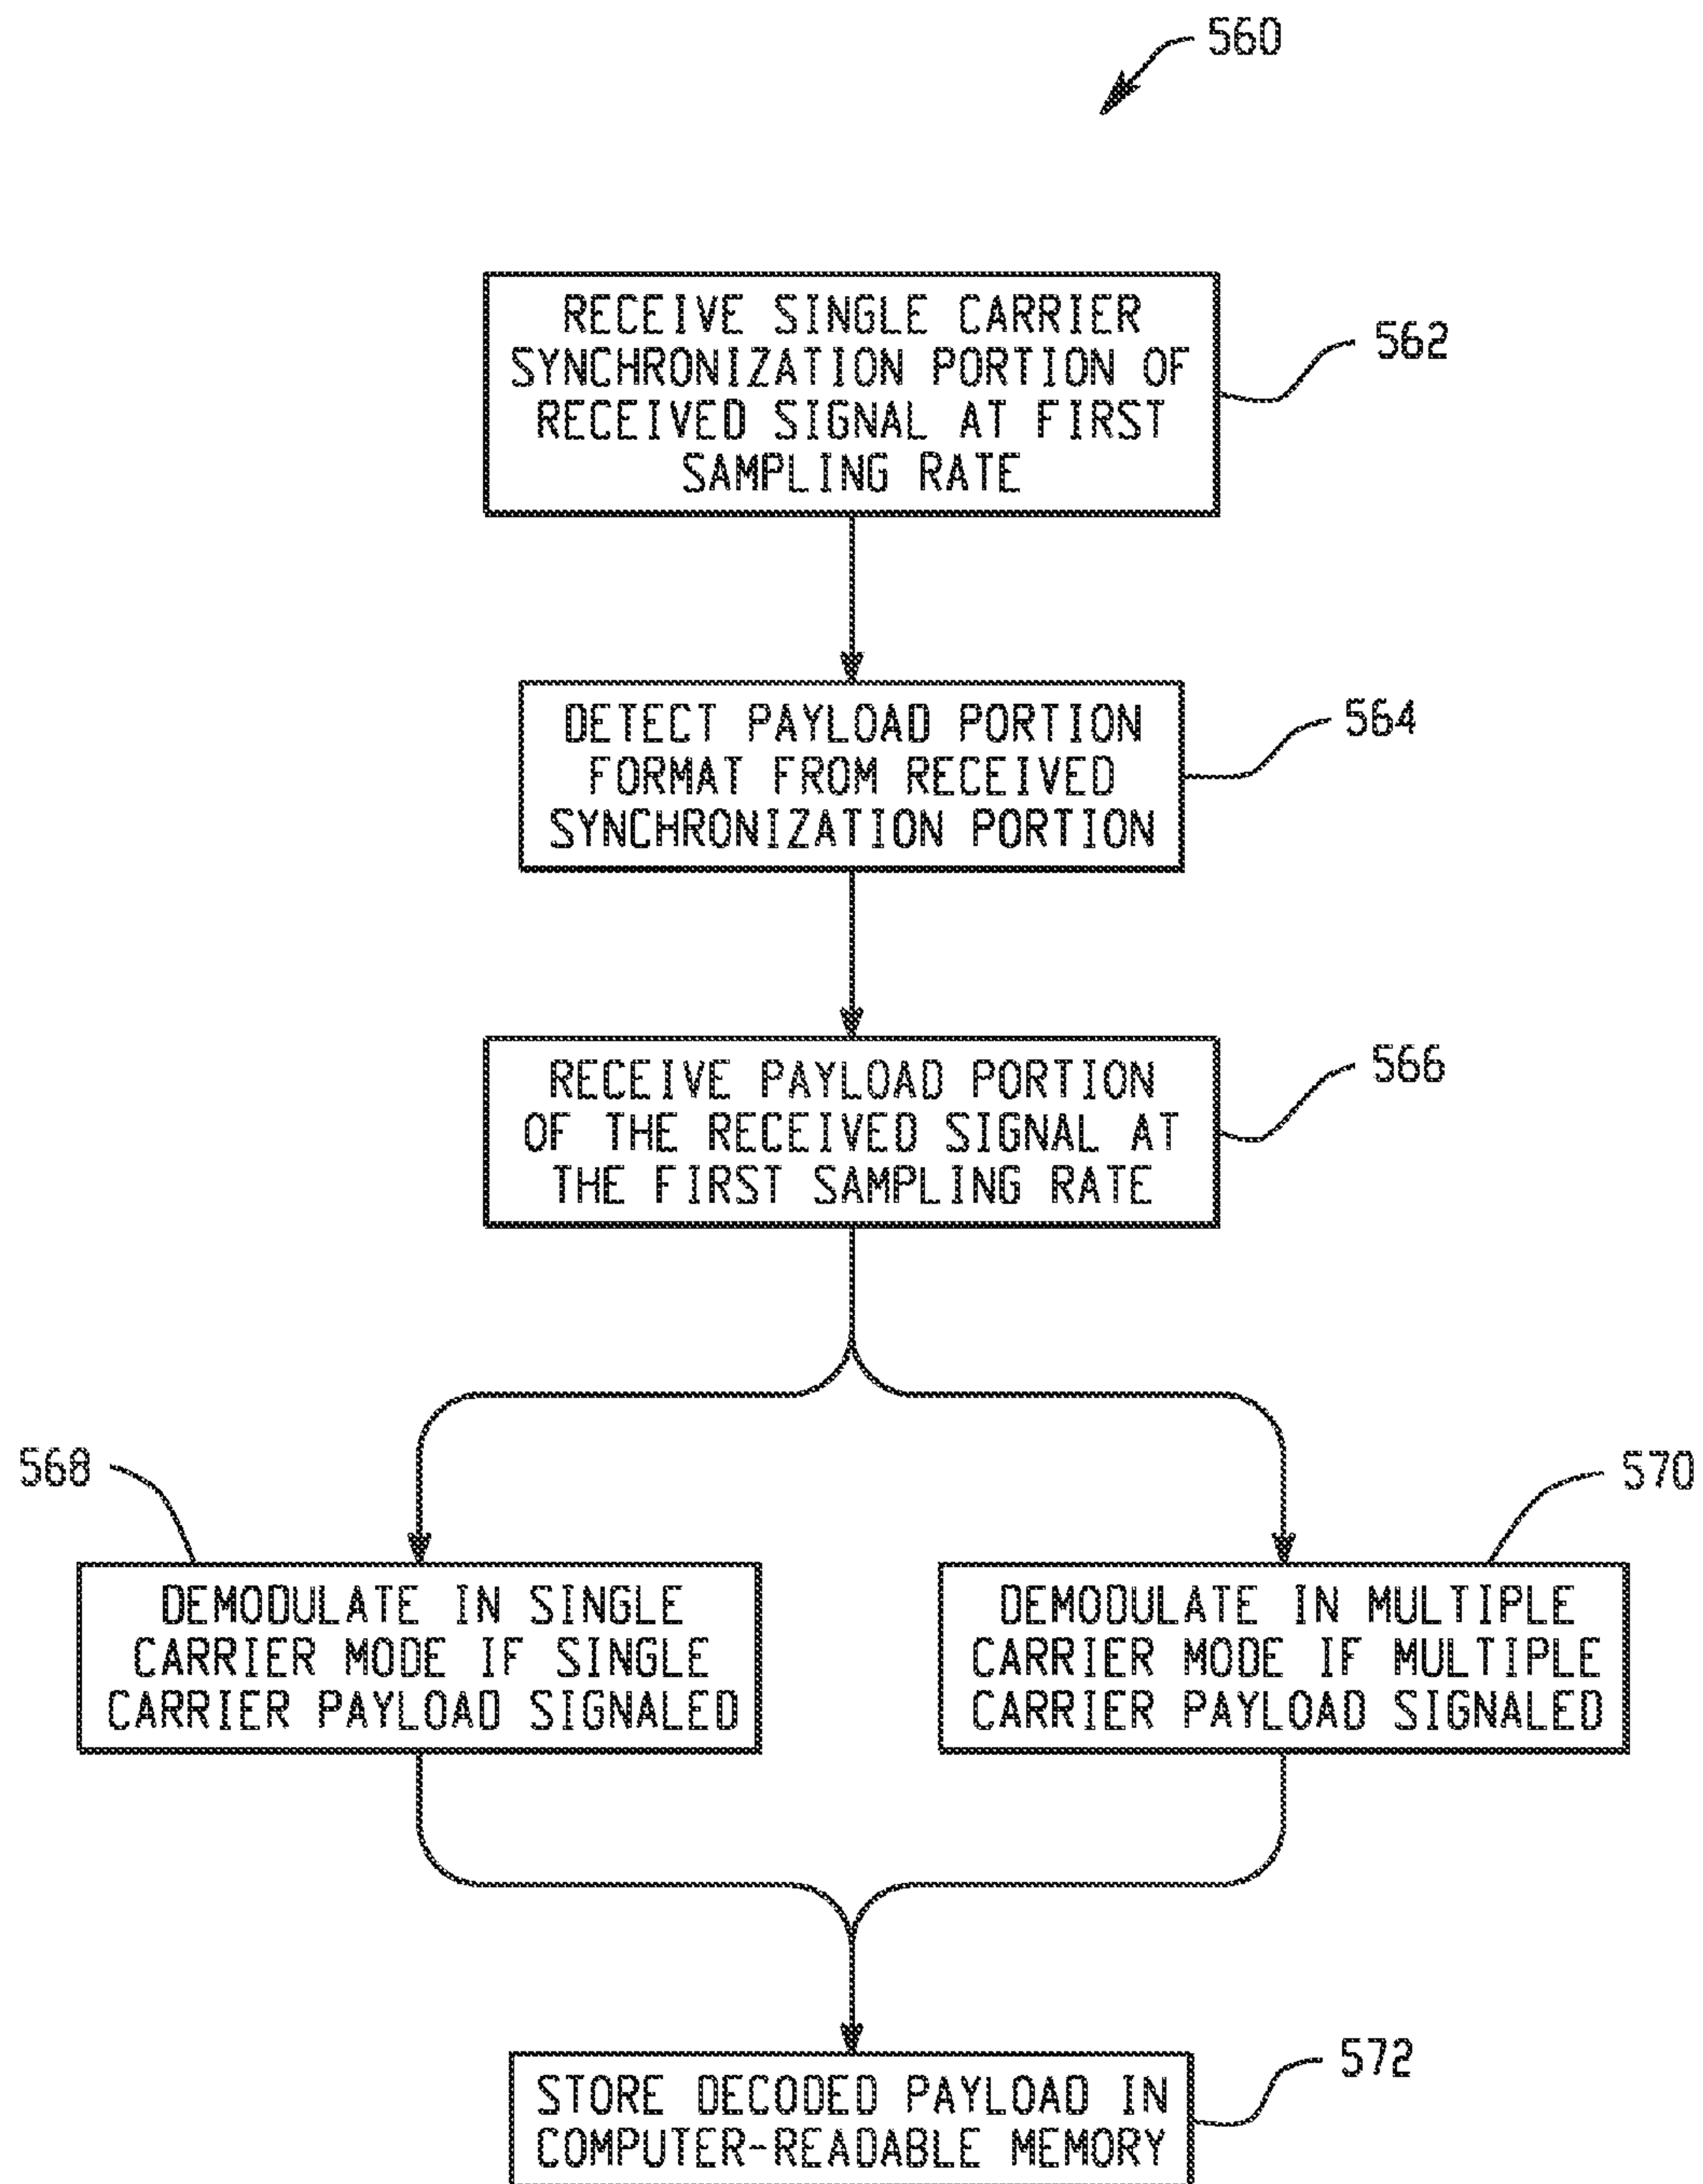 560
RECEIVE SINGLE CARRIER
SYNCHRONIZATION PORTION OF
RECEIVED SIGNAL AT FIRST
SAMPLING RATE
562
DETECT PAYLOAD PORTION
FORMAT FROM RECEIVED
SYNCHRONIZATION PORTION
564
RECEIVE PAYLOAD PORTION
OF THE RECEIVED SIGNAL AT
THE FIRST SAMPLING RATE
566
568
DEMODULATE IN SINGLE
CARRIER MODE IF SINGLE
CARRIER PAYLOAD SIGNALED
570
DEMODULATE IN MULTIPLE
CARRIER MODE IF MULTIPLE
CARRIER PAYLOAD SIGNALED
572
STORE DECODED PAYLOAD IN
COMPUTER-READABLE MEMORY